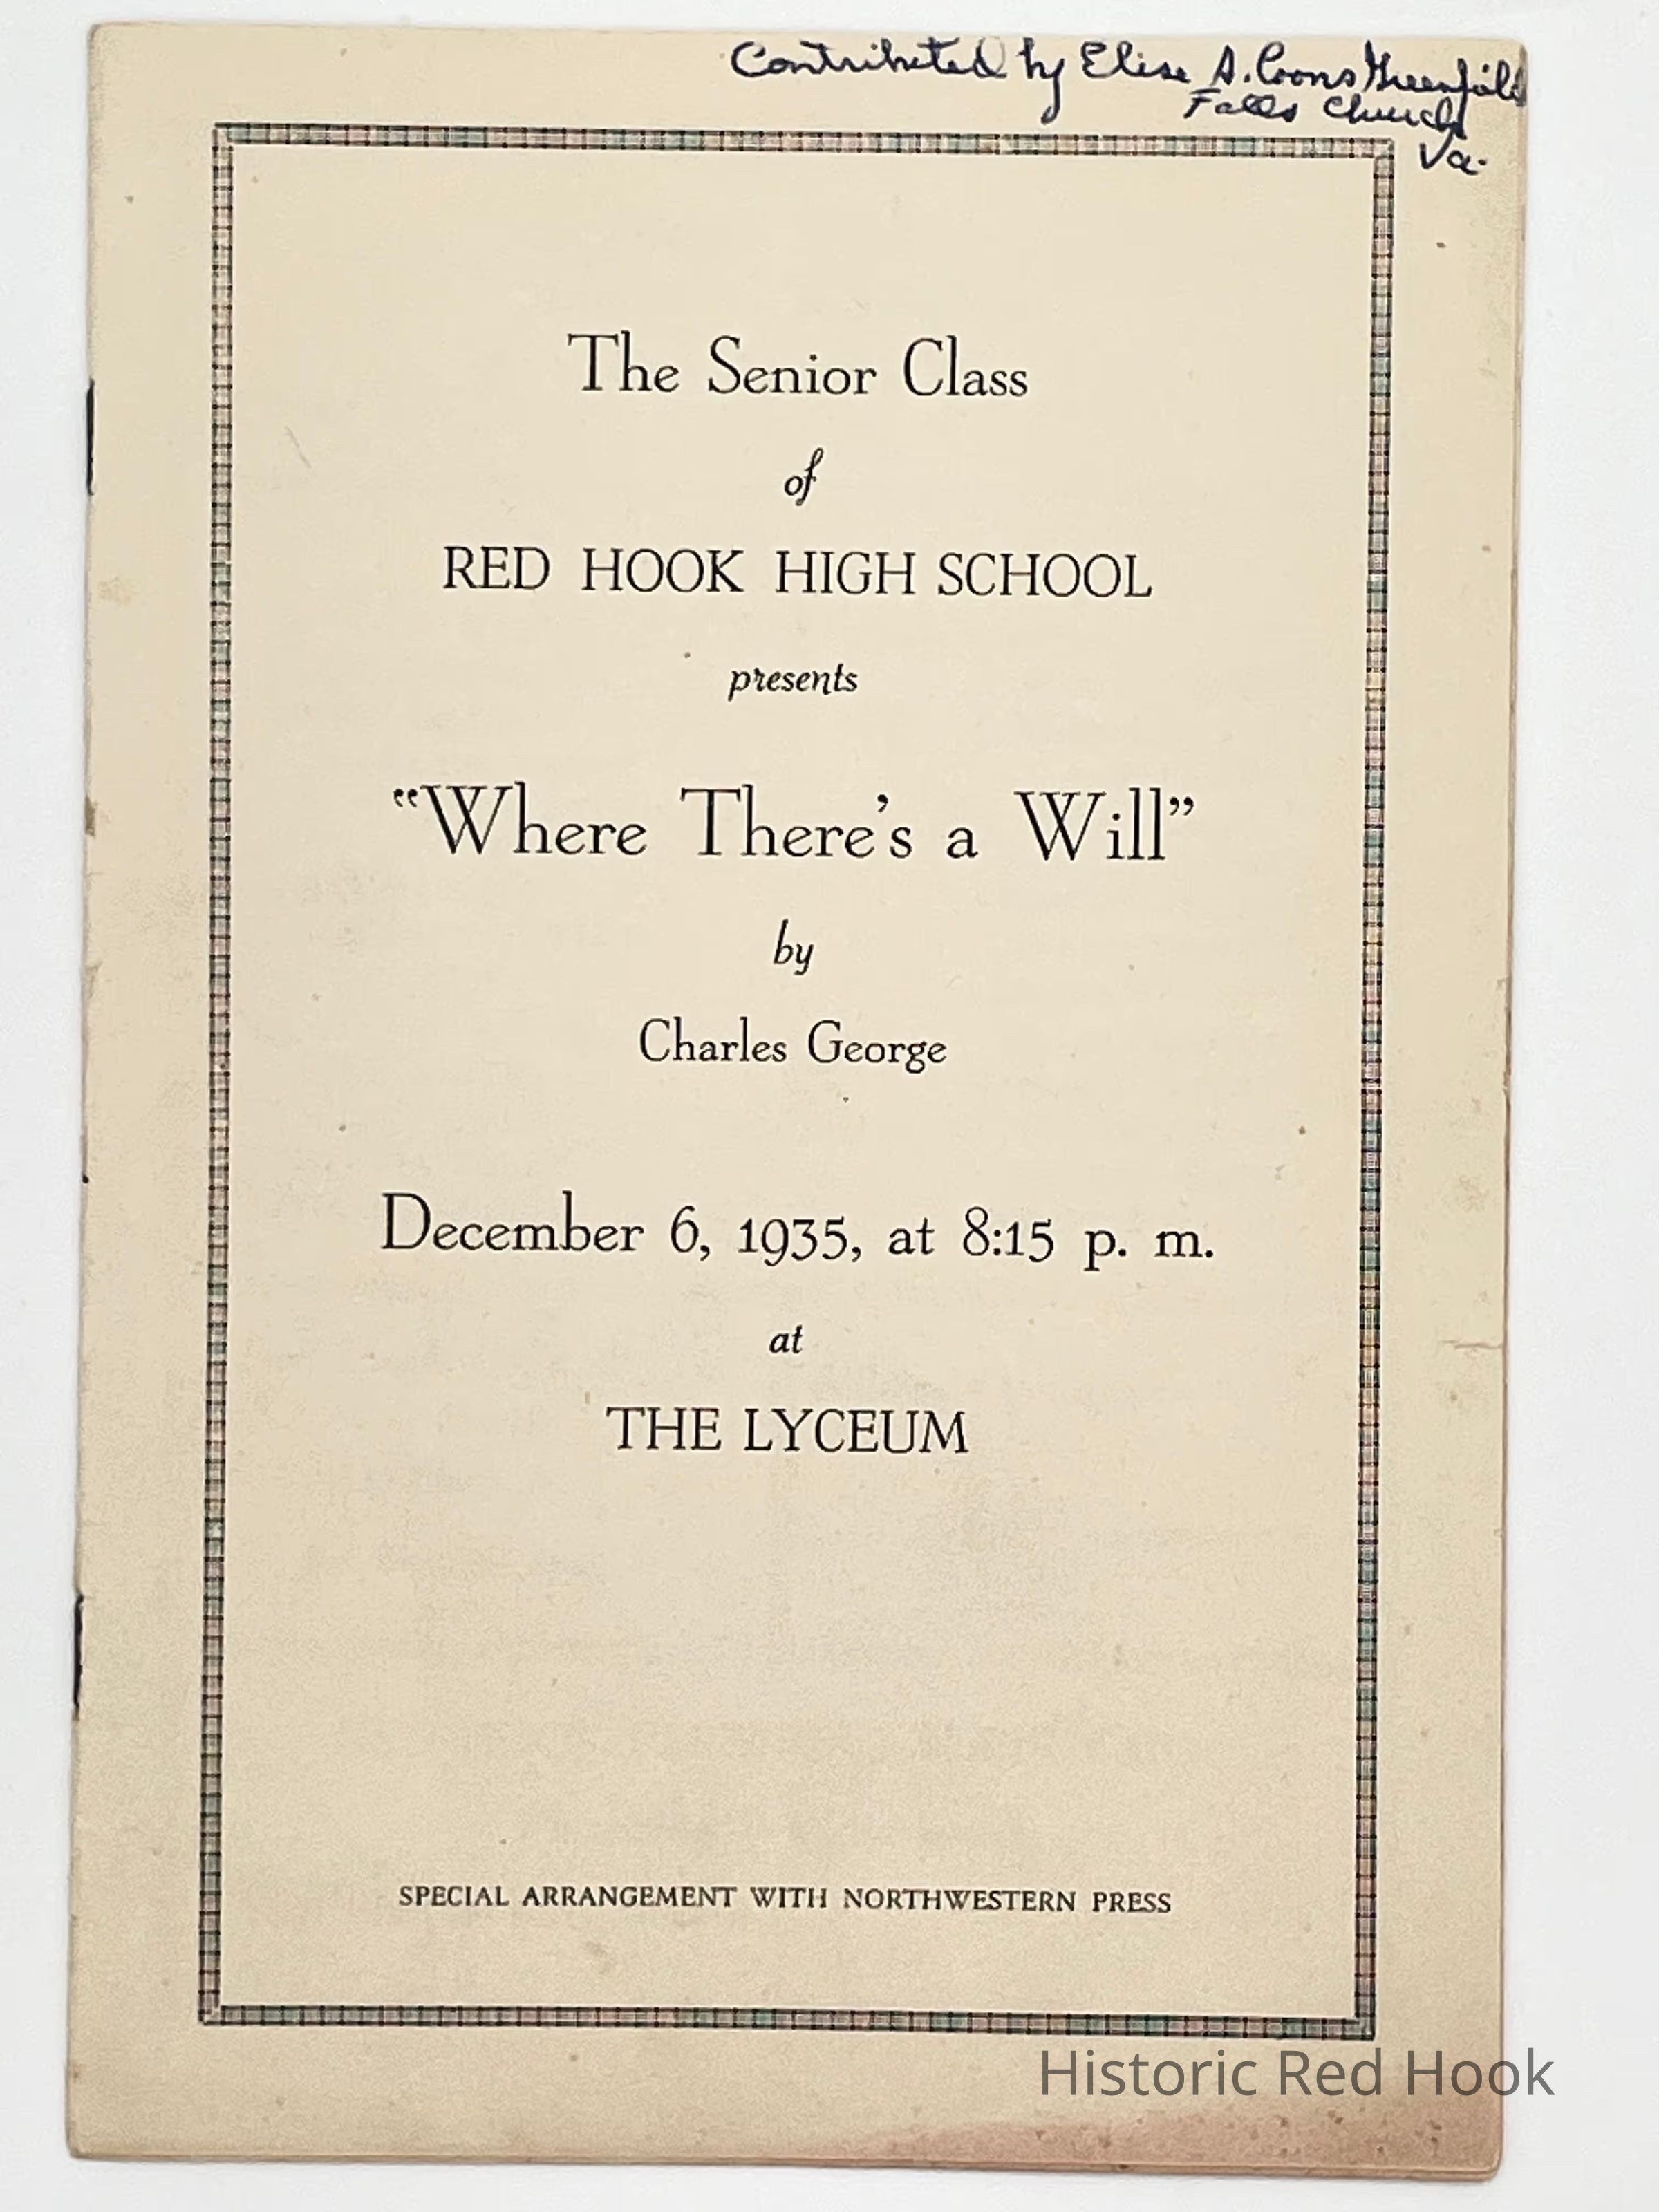 Contributed by Elise A. Coons Greenfield
Falls Church
Va.
The Senior Class
of
RED HOOK HIGH SCHOOL
presents
“Where There’s a Will”
by
Charles George
December 6, 1935, at 8:15 p. m.
at
THE LYCEUM
SPECIAL ARRANGEMENT WITH NORTHWESTERN PRESS
Historic Red Hook